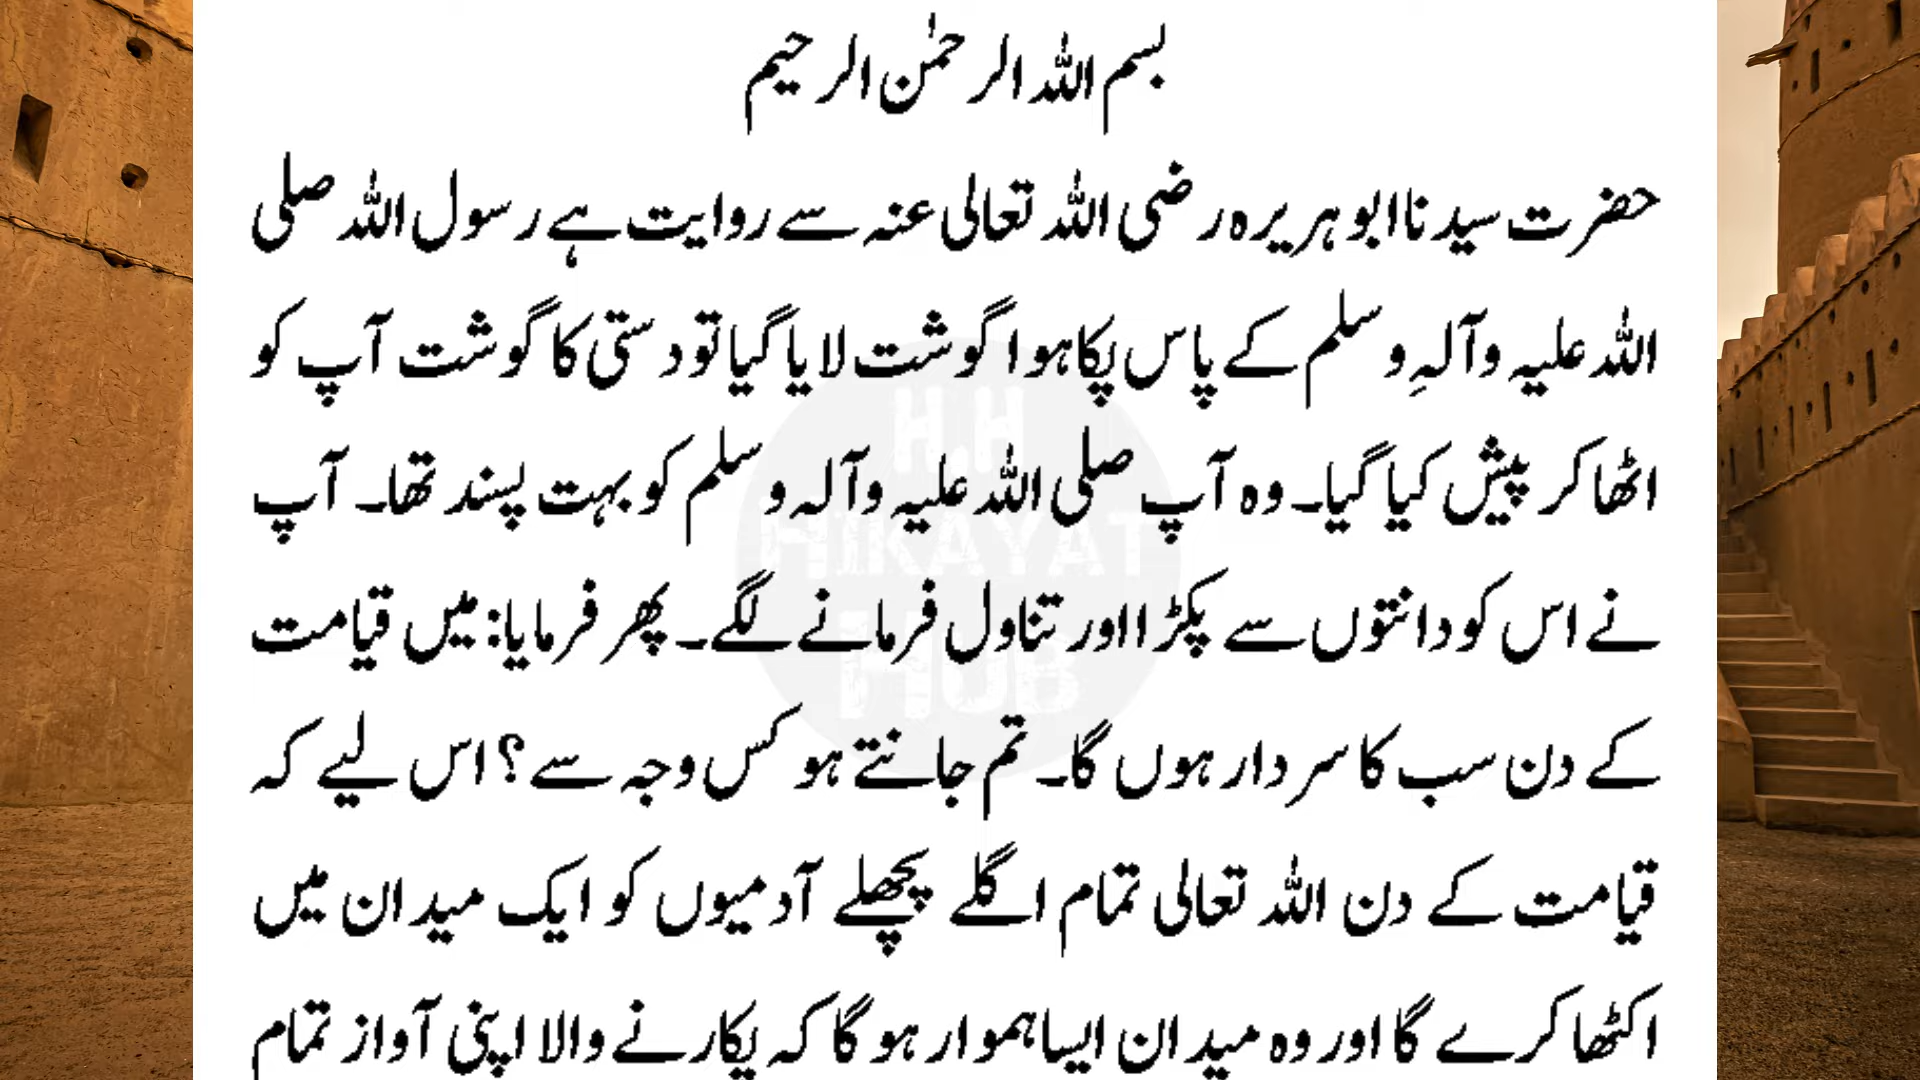 بسم اللہ الرحمٰن الرحیم
حضرت سیدنا ابو ہریرہ رضی اللہ تعالی عنہ سے روایت ہے رسول اللہ صلی
اللہ علیہ وآلہِ وسلم کے پاس پکا ہوا گوشت لایا گیا تو دستی کا گوشت آپ کو
اٹھا کر پیش کیا گیا۔ وہ آپ صلی اللہ علیہ وآلہ وسلم کو بہت پسند تھا۔ آپ
نے اس کو دانتوں سے پکڑا اور تناول فرمانے لگے۔ پھر فرمایا: میں قیامت
کے دن سب کا سردار ہوں گا۔ تم جانتے ہو کس وجہ سے؟ اس لیے کہ
قیامت کے دن اللہ تعالی تمام اگلے پچھلے آدمیوں کو ایک میدان میں
اکٹھا کرے گا اور وہ میدان ایسا ہموار ہو گا کہ پکارنے والا اپنی آواز تمام
H.H
HIKAYAT
HUB